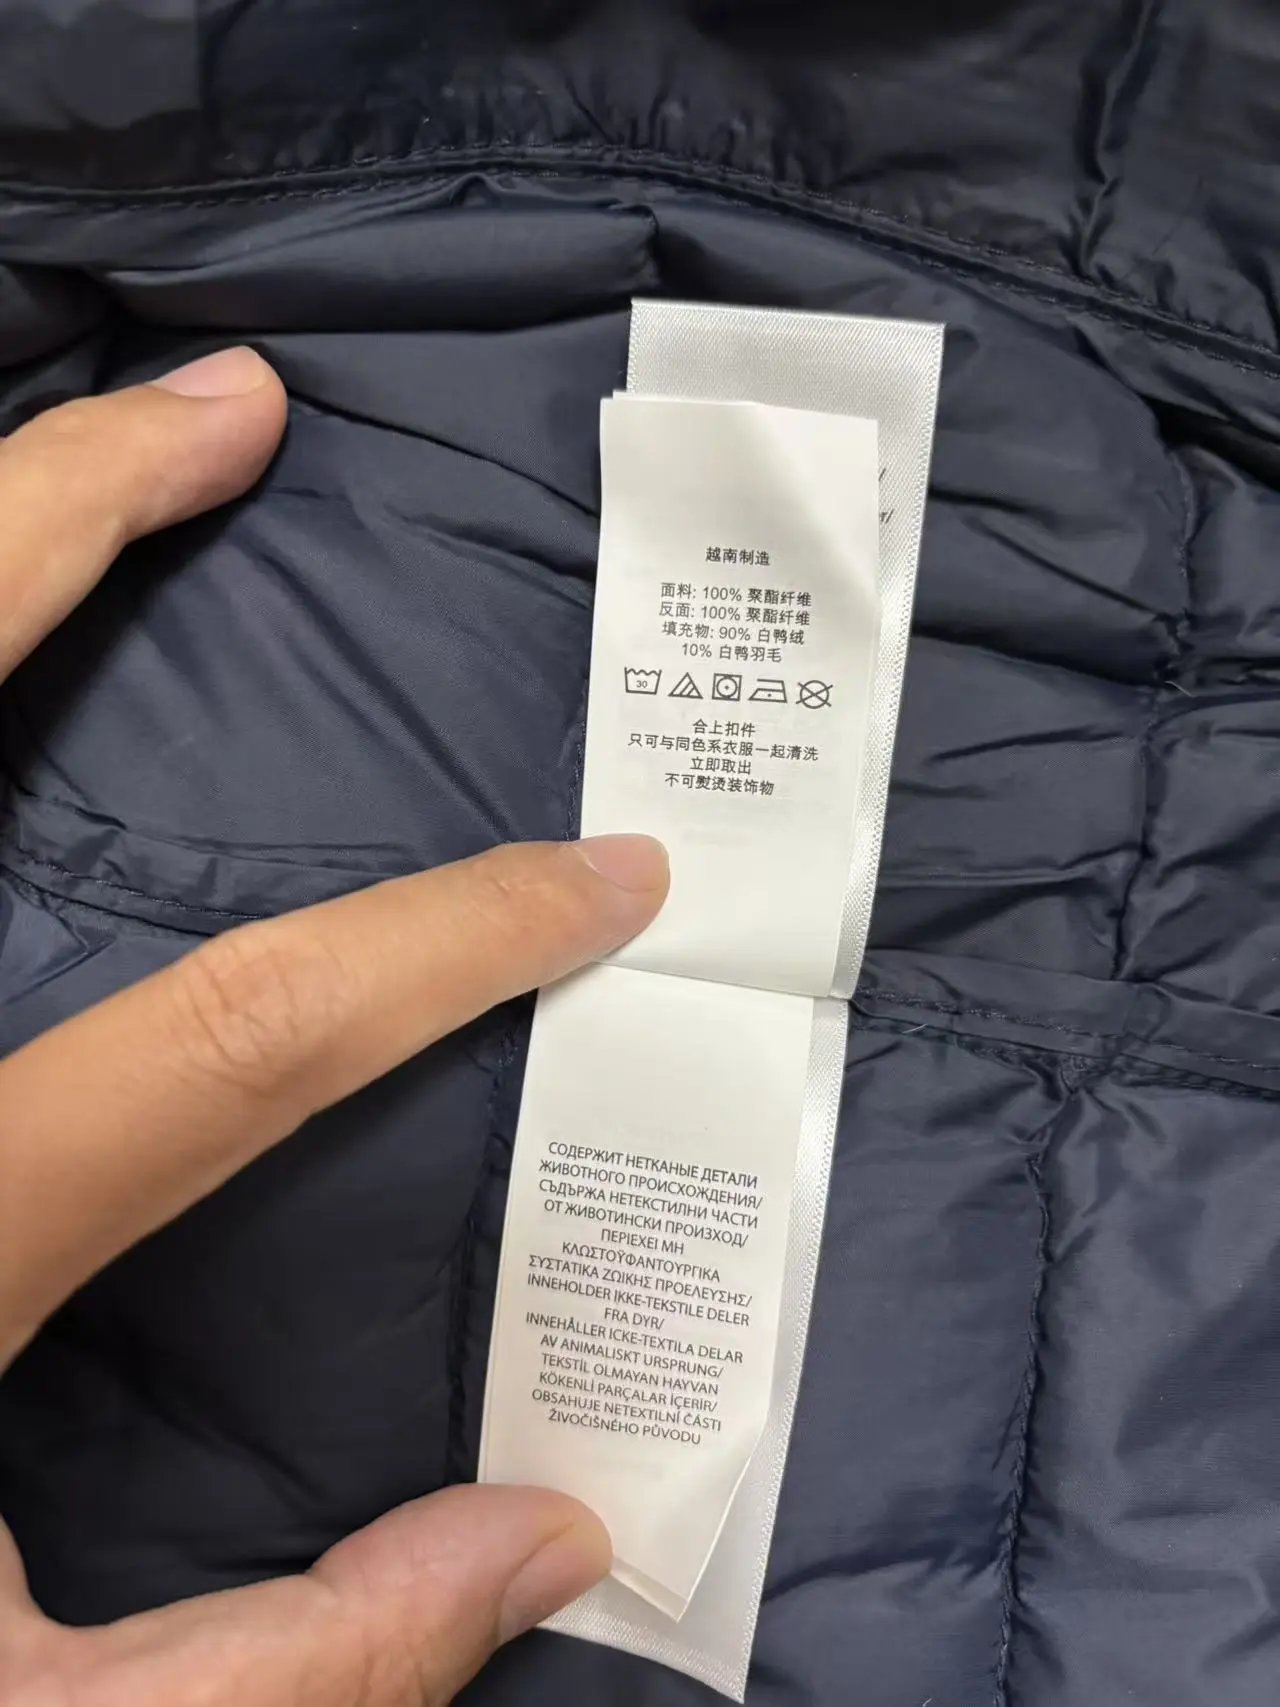 越南制造
面料: 100% 聚酯纤维
反面: 100% 聚酯纤维
填充物: 90% 白鸭绒
10% 白鸭羽毛
30
合上扣件
只可与同色系衣服一起清洗
立即取出
不可熨烫装饰物
СОДЕРЖИТ НЕТКАНЫЕ ДЕТАЛИ
ЖИВОТНОГО ПРОИСХОЖДЕНИЯ/
СЪДЪРЖА НЕТЕКСТИЛНИ ЧАСТИ
ОТ ЖИВОТИНСКИ ПРОИЗХОД/
ΠΕΡΙΕΧΕΙ ΜΗ
ΚΛΩΣΤΟΫΦΑΝΤΟΥΡΓΙΚΑ
ΣΥΣΤΑΤΙΚΑ ΖΩΙΚΗΣ ΠΡΟΕΛΕΥΣΗΣ/
INNEHOLDER IKKE-TEKSTILE DELER
FRA DYR/
INNEHÅLLER ICKE-TEXTILA DELAR
AV ANIMALISKT URSPRUNG/
TEKSTİL OLMAYAN HAYVAN
KÖKENLİ PARÇALAR İÇERİR/
OBSAHUJE NETEXTILNÍ ČÁSTI
ŽIVOČIŠNÉHO PŮVODU